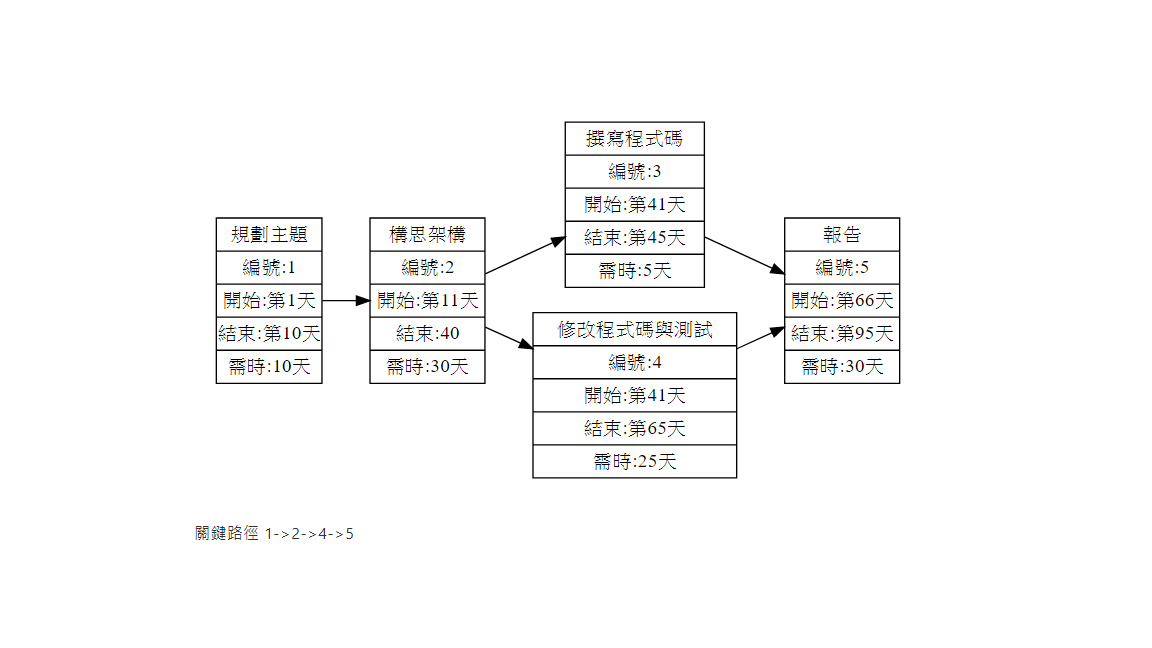 規劃主題
編號:1
開始:第1天
結束:第10天
需時:10天
構思架構
編號:2
開始:第11天
結束:40
需時:30天
撰寫程式碼
編號:3
開始:第41天
結束:第45天
需時:5天
修改程式碼與測試
編號:4
開始:第41天
結束:第65天
需時:25天
報告
編號:5
開始:第66天
結束:第95天
需時:30天
關鍵路徑 1->2->4->5